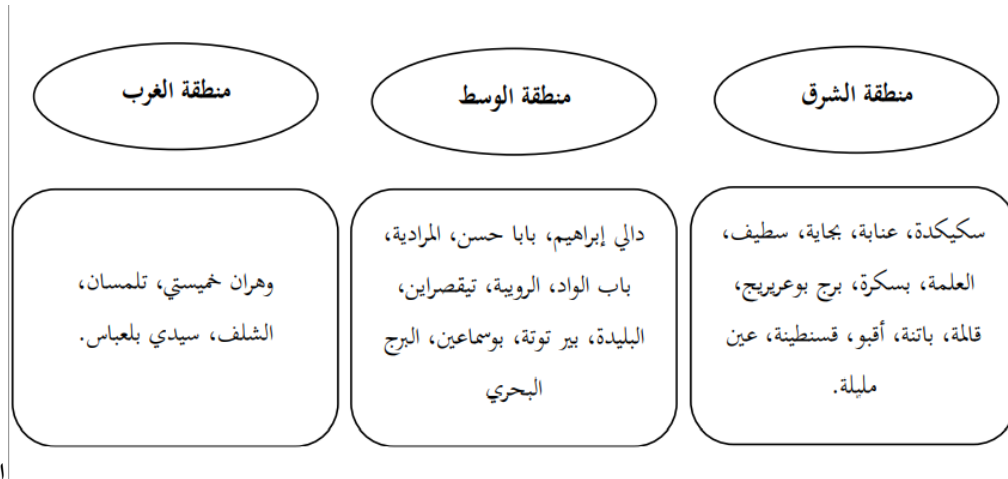 منطقة الشرق
منطقة الوسط
منطقة الغرب
سكيكدة، عنابة، بجاية، سطيف،
العلمة، بسكرة، برج بوعريريج،
قالمة، باتنة، أقبو، قسنطينة، عين
مليلة.
دالي إبراهيم، بابا حسن، المرادية،
باب الواد، الرويبة، تيقصراين،
البليدة، بير توتة، بوسماعين، البرج
البحري
وهران خميستي، تلمسان،
الشلف، سيدي بلعباس.
ا